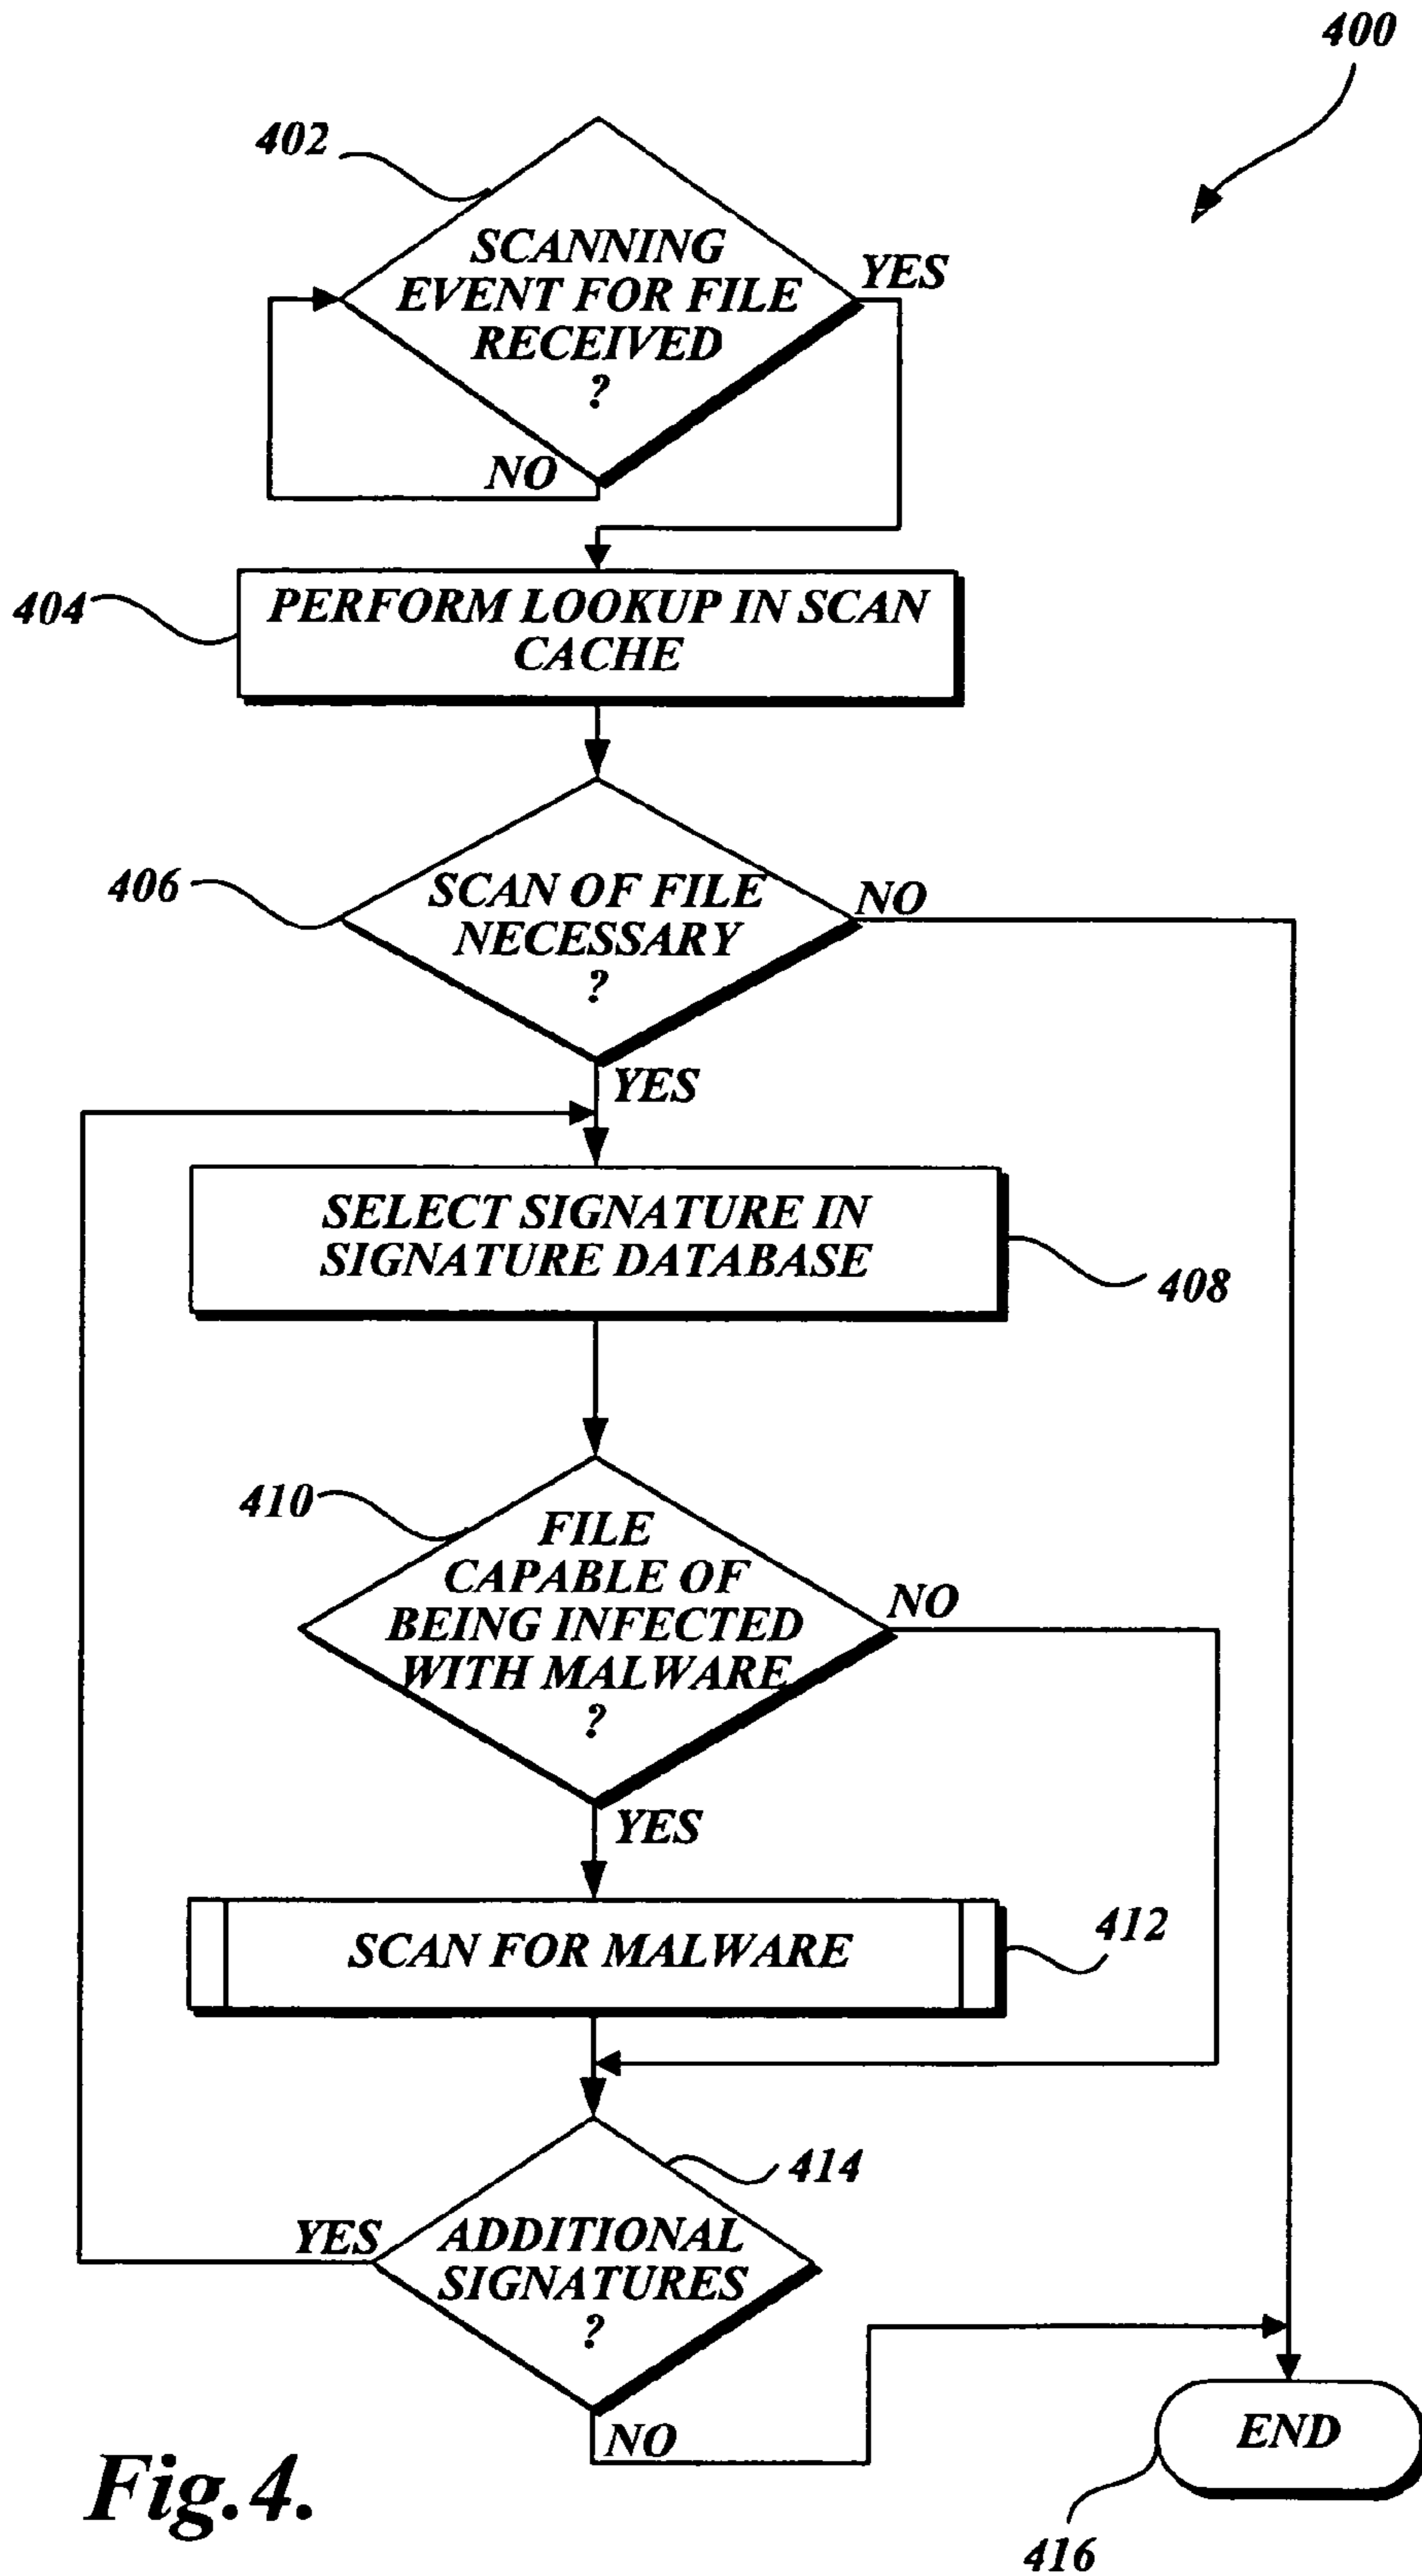 400
402
SCANNING
EVENT FOR FILE
RECEIVED
?
YES
NO
404
PERFORM LOOKUP IN SCAN
CACHE
406
SCAN OF FILE
NECESSARY
?
NO
YES
SELECT SIGNATURE IN
SIGNATURE DATABASE
408
410
FILE
CAPABLE OF
BEING INFECTED
WITH MALWARE
?
NO
YES
SCAN FOR MALWARE
412
414
YES
ADDITIONAL
SIGNATURES
?
NO
END
416
Fig.4.